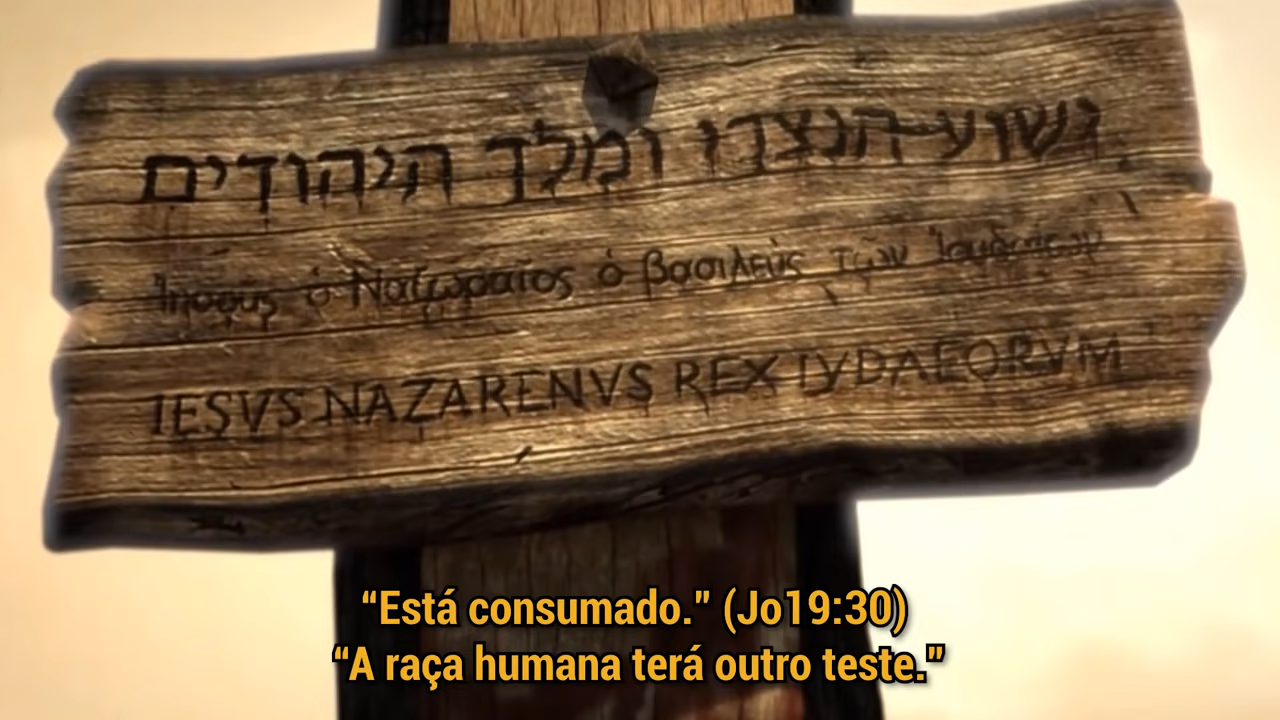 ישוע הנצרי ומלך היהודים
Ἰησοῦς ὁ Ναζωραῖος ὁ βασιλεὺς τῶν Ἰουδαίων
IESVS NAZARENVS REX IVDAEORVM
“Está consumado.” (Jo19:30)
“A raça humana terá outro teste.”